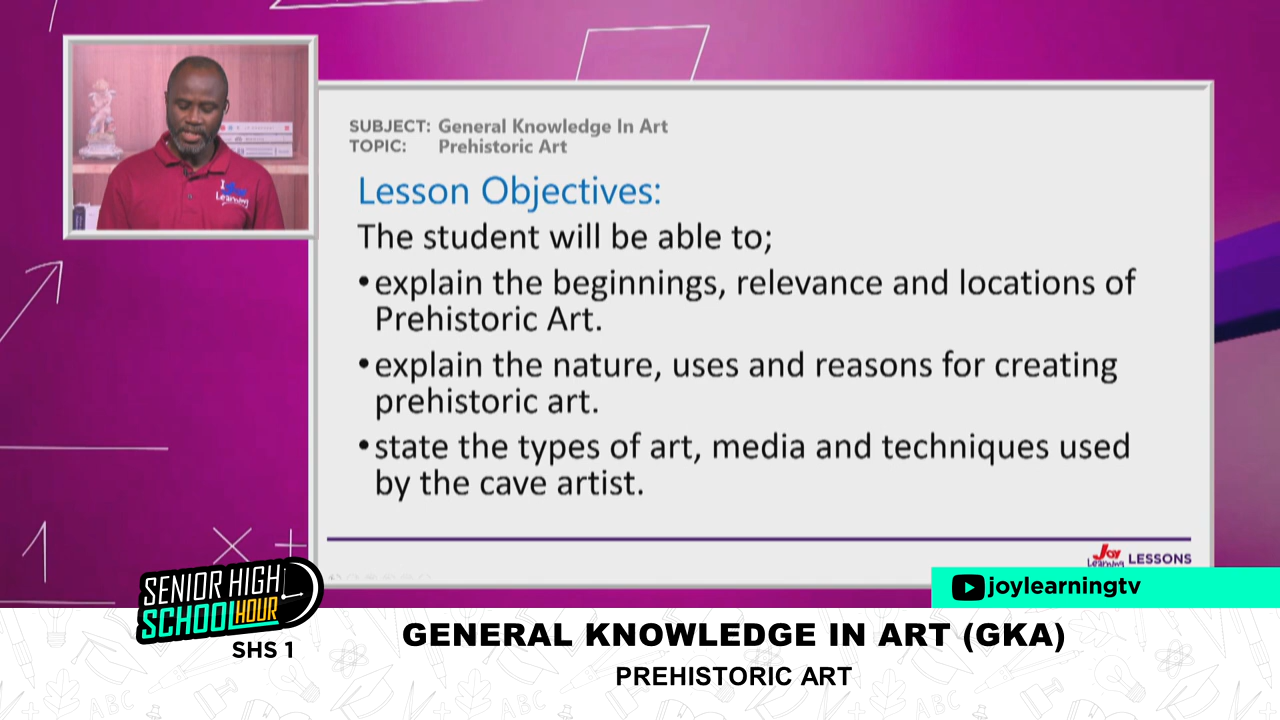 SUBJECT: General Knowledge In Art
TOPIC: Prehistoric Art
Lesson Objectives:
The student will be able to;
•explain the beginnings, relevance and locations of
Prehistoric Art.
•explain the nature, uses and reasons for creating
prehistoric art.
•state the types of art, media and techniques used
by the cave artist.
Joy
Learning
LESSONS
joylearningtv
SENIOR HIGH
SCHOOL HOUR
SHS 1
GENERAL KNOWLEDGE IN ART (GKA)
PREHISTORIC ART